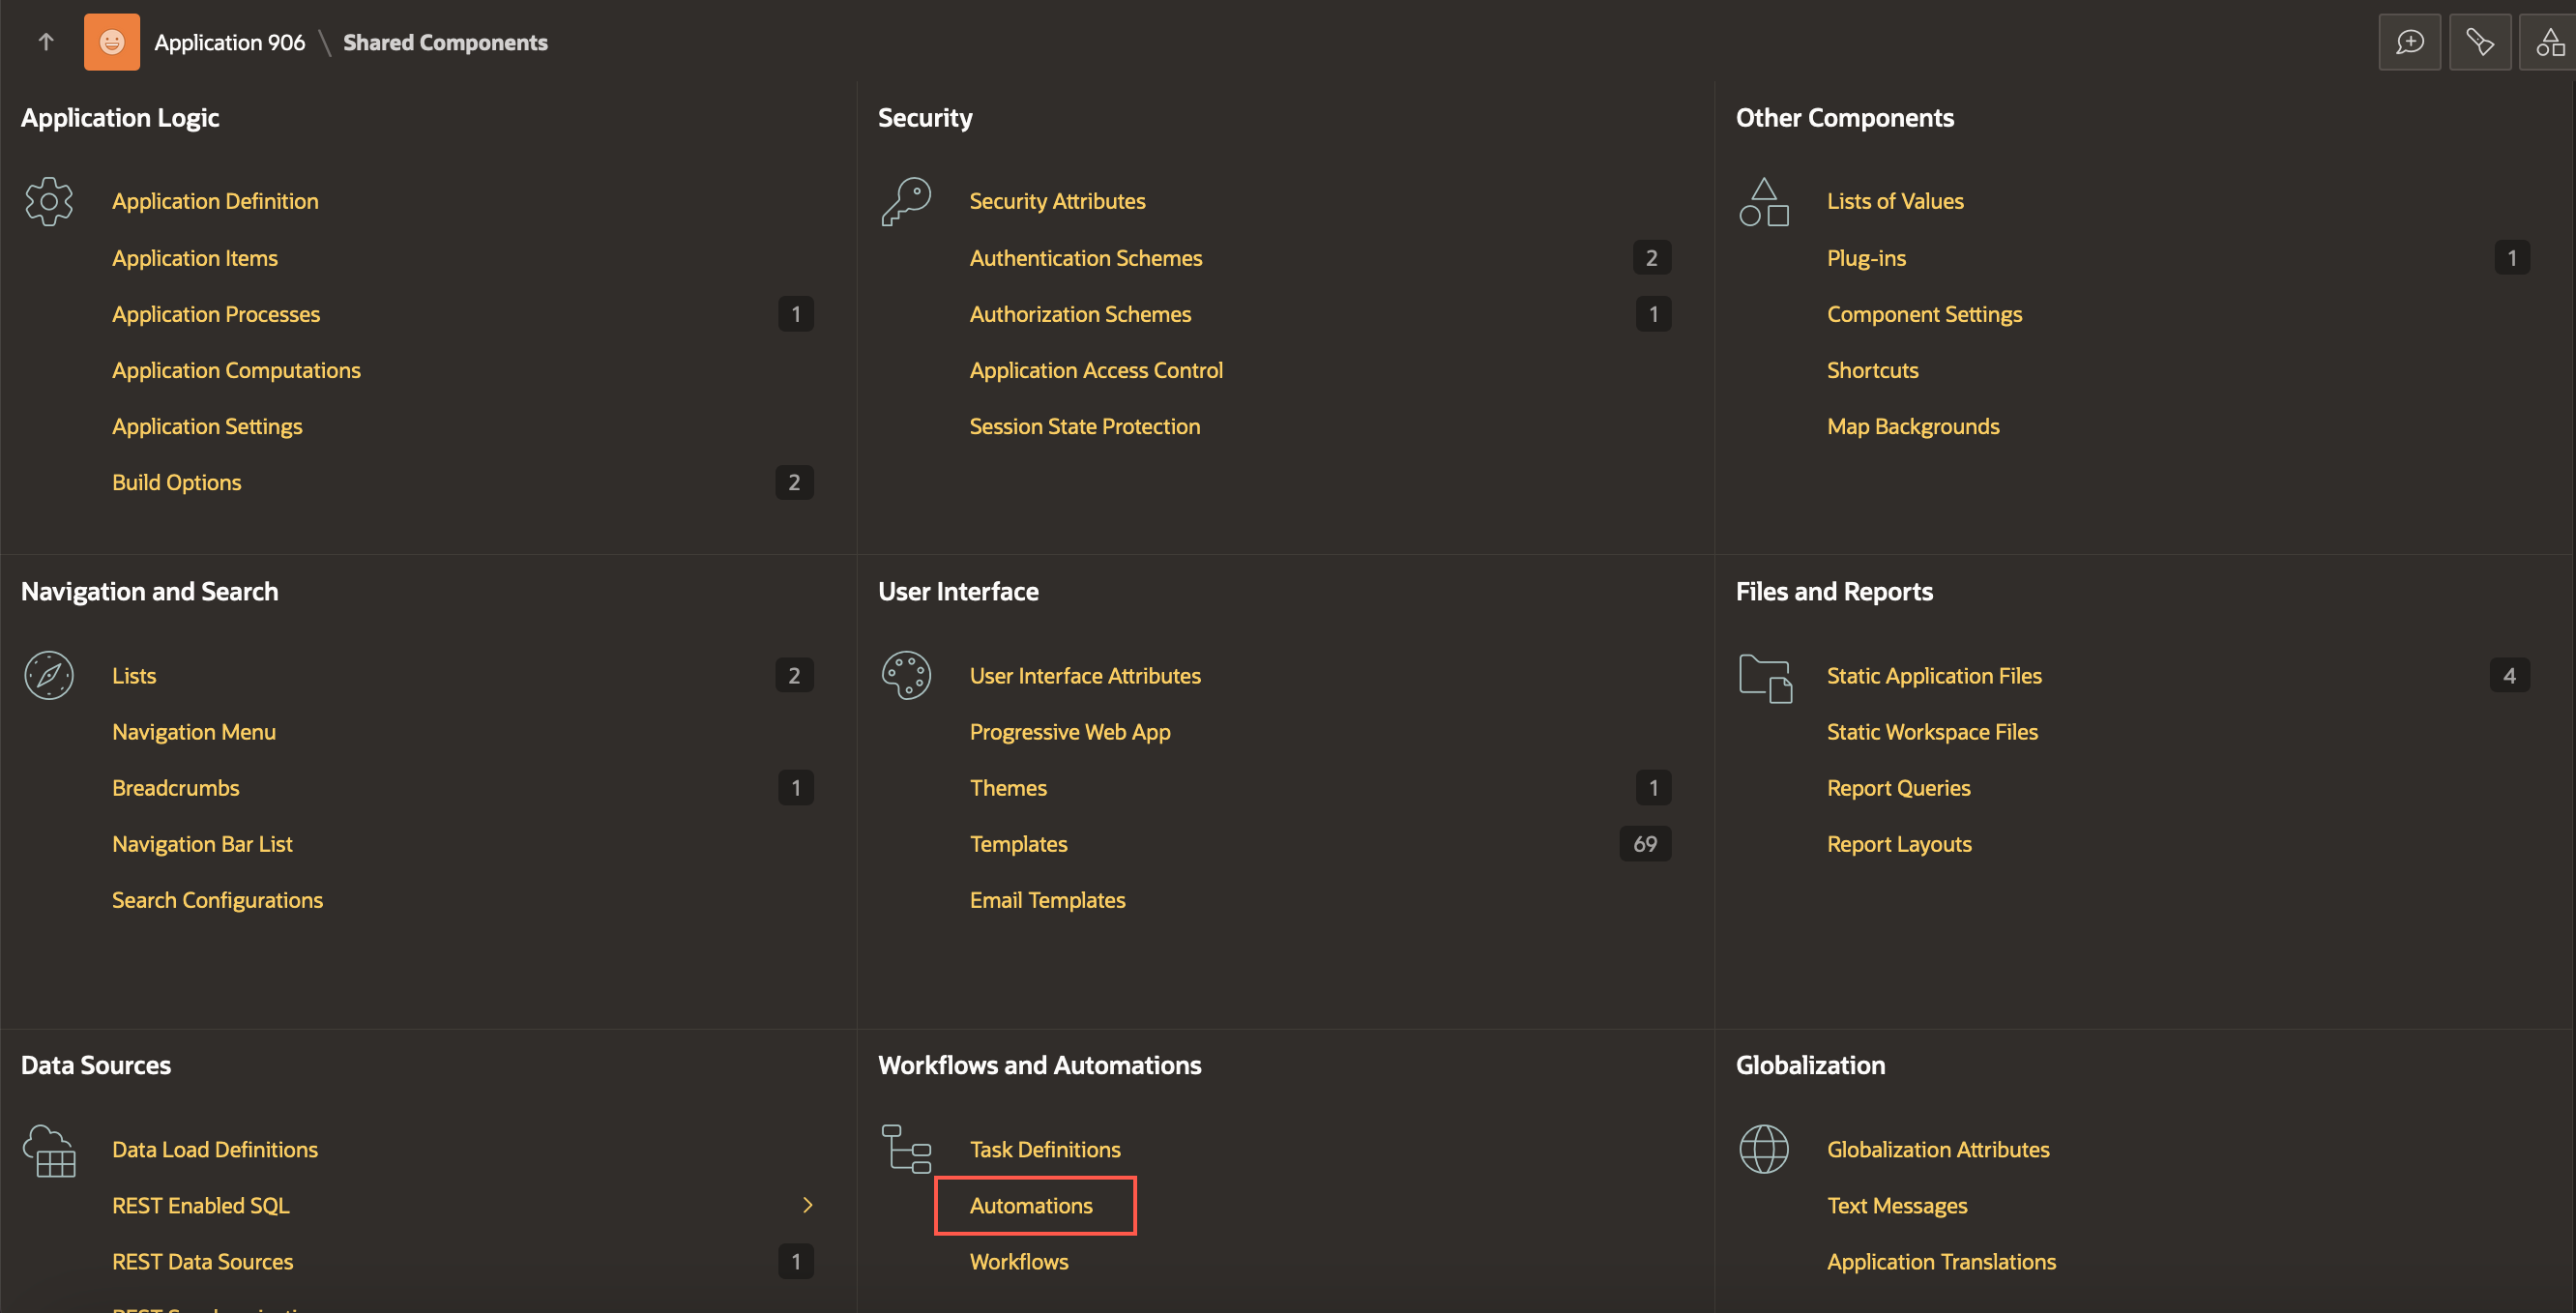 Application 906 \ Shared Components
Application Logic
Application Definition
Application Items
Application Processes 1
Application Computations
Application Settings
Build Options 2
Security
Security Attributes
Authentication Schemes 2
Authorization Schemes 1
Application Access Control
Session State Protection
Other Components
Lists of Values
Plug-ins 1
Component Settings
Shortcuts
Map Backgrounds
Navigation and Search
Lists 2
Navigation Menu
Breadcrumbs 1
Navigation Bar List
Search Configurations
User Interface
User Interface Attributes
Progressive Web App
Themes 1
Templates 69
Email Templates
Files and Reports
Static Application Files 4
Static Workspace Files
Report Queries
Report Layouts
Data Sources
Data Load Definitions
REST Enabled SQL
REST Data Sources 1
Workflows and Automations
Task Definitions
Automations
Workflows
Globalization
Globalization Attributes
Text Messages
Application Translations